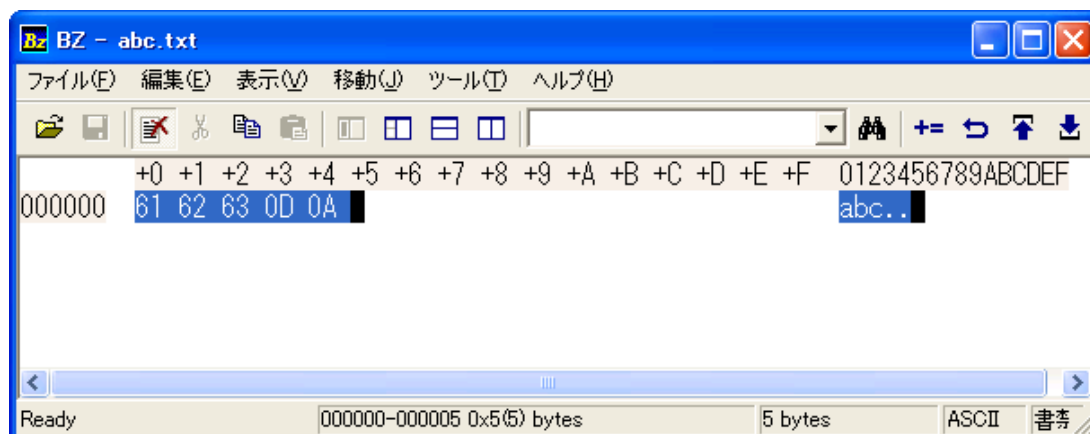 BZ - abc.txt
ファイル(F) 編集(E) 表示(V) 移動(J) ツール(T) ヘルプ(H)
+0 +1 +2 +3 +4 +5 +6 +7 +8 +9 +A +B +C +D +E +F 0123456789ABCDEF
000000 61 62 63 0D 0A abc..
Ready 000000-000005 0x5(5) bytes 5 bytes ASCII